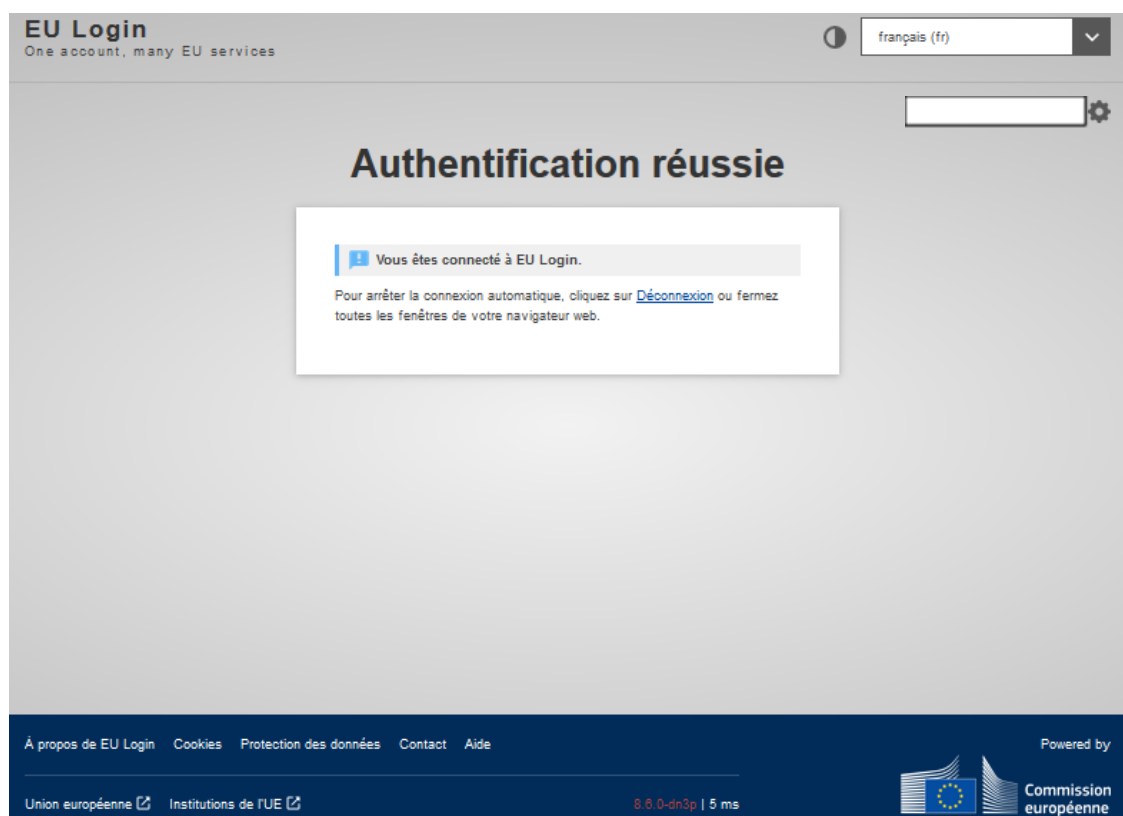 EU Login
One account, many EU services
français (fr)
Authentification réussie
Vous êtes connecté à EU Login.
Pour arrêter la connexion automatique, cliquez sur Déconnexion ou fermez
toutes les fenêtres de votre navigateur web.
À propos de EU Login Cookies Protection des données Contact Aide
Powered by
Union européenne Institutions de l'UE
8.6.0-dn3p | 5 ms
Commission
européenne